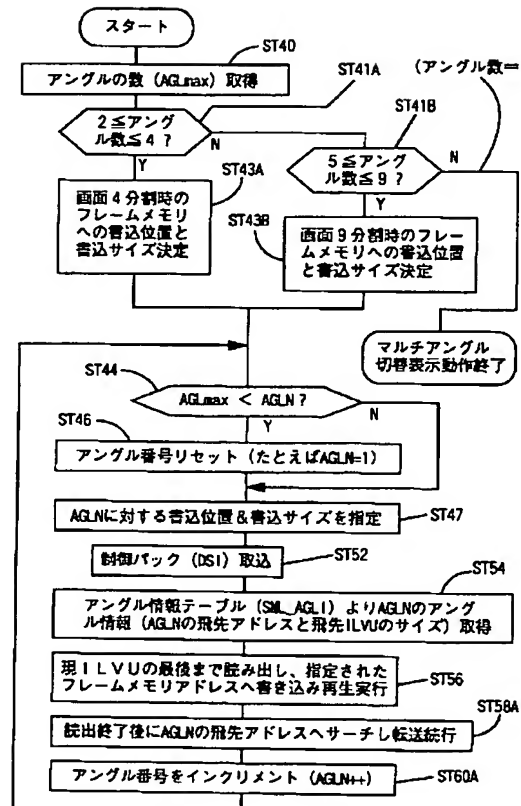 スタート
ST40
アングルの数 (AGLmax) 取得
ST41A
(アングル数=
2≦アング
ル数≦4?
N
Y
ST41B
5≦アング
ル数≦9?
N
Y
ST43A
画面4分割時の
フレームメモリ
への書込位置と
書込サイズ決定
ST43B
画面9分割時のフレーム
メモリへの書込位置
と書込サイズ決定
マルチアングル
切替表示動作終了
ST44
AGLmax < AGLN?
N
Y
ST46
アングル番号リセット (たとえばAGLN=1)
AGLNに対する書込位置&書込サイズを指定
ST47
制御パック (DSI) 取込
ST52
ST54
アングル情報テーブル (SML_AGLI) よりAGLNのアング
ル情報 (AGLNの飛先アドレスと飛先ILVUのサイズ) 取得
現ILVUの最後まで読み出し、指定された
フレームメモリアドレスへ書き込み再生実行
ST56
ST58A
読出終了後にAGLNの飛先アドレスへサーチし転送続行
アングル番号をインクリメント (AGLN++)
ST60A